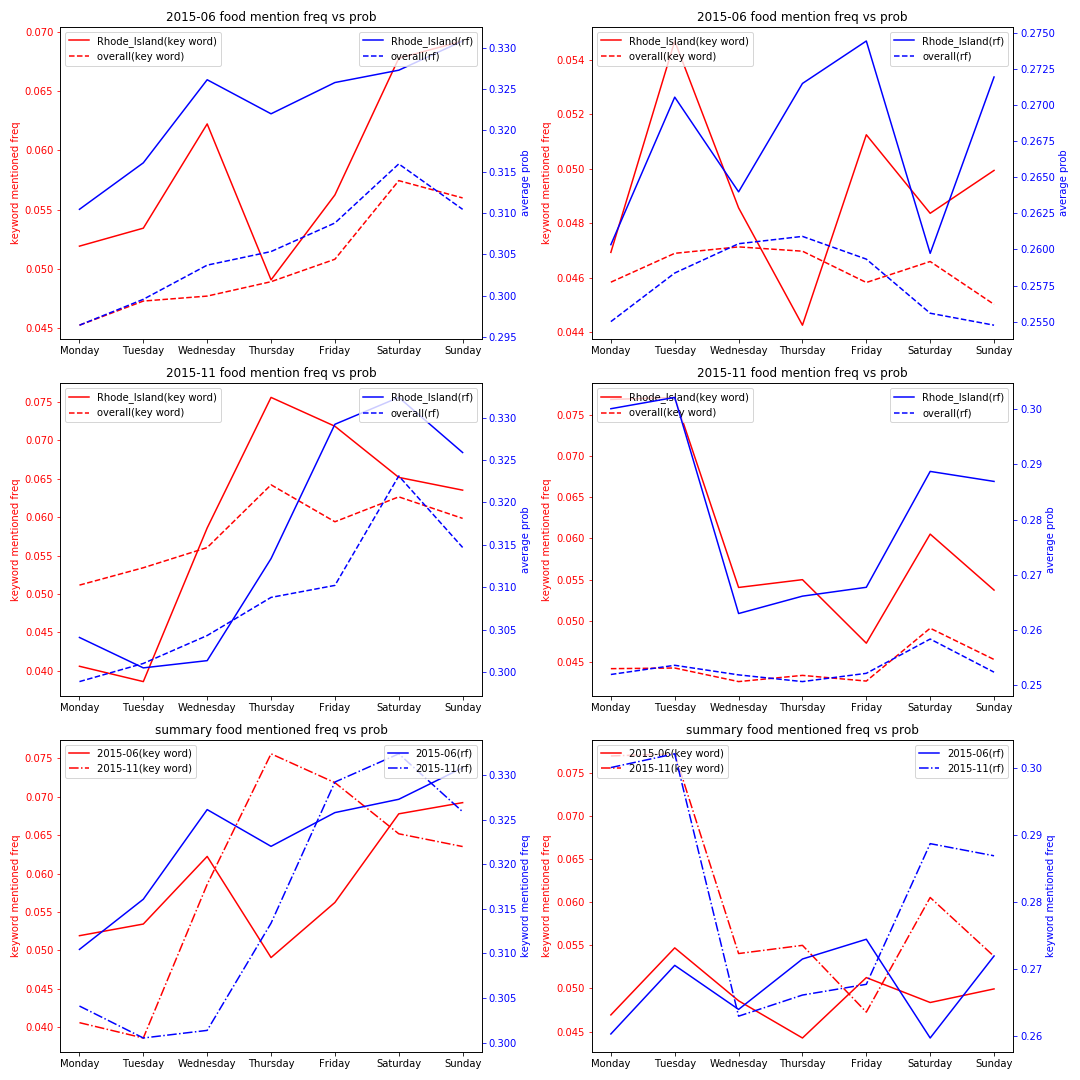 2015-06 food mention freq vs prob
Rhode_Island(key word)
overall(key word)
Rhode_Island(rf)
overall(rf)
keyword mentioned freq
0.070
0.065
0.060
0.055
0.050
0.045
0.330
0.325
0.320
0.315
0.310
0.305
0.300
0.295
average prob
Monday Tuesday Wednesday Thursday Friday Saturday Sunday
2015-06 food mention freq vs prob
Rhode_Island(key word)
overall(key word)
Rhode_Island(rf)
overall(rf)
keyword mentioned freq
0.054
0.052
0.050
0.048
0.046
0.044
0.2750
0.2725
0.2700
0.2675
0.2650
0.2625
0.2600
0.2575
0.2550
average prob
Monday Tuesday Wednesday Thursday Friday Saturday Sunday
2015-11 food mention freq vs prob
Rhode_Island(key word)
overall(key word)
Rhode_Island(rf)
overall(rf)
keyword mentioned freq
0.075
0.070
0.065
0.060
0.055
0.050
0.045
0.040
0.330
0.325
0.320
0.315
0.310
0.305
0.300
average prob
Monday Tuesday Wednesday Thursday Friday Saturday Sunday
2015-11 food mention freq vs prob
Rhode_Island(key word)
overall(key word)
Rhode_Island(rf)
overall(rf)
keyword mentioned freq
0.075
0.070
0.065
0.060
0.055
0.050
0.045
0.30
0.29
0.28
0.27
0.26
0.25
average prob
Monday Tuesday Wednesday Thursday Friday Saturday Sunday
summary food mentioned freq vs prob
2015-06(key word)
2015-11(key word)
2015-06(rf)
2015-11(rf)
keyword mentioned freq
0.075
0.070
0.065
0.060
0.055
0.050
0.045
0.040
0.330
0.325
0.320
0.315
0.310
0.305
0.300
keyword mentioned freq
Monday Tuesday Wednesday Thursday Friday Saturday Sunday
summary food mentioned freq vs prob
2015-06(key word)
2015-11(key word)
2015-06(rf)
2015-11(rf)
keyword mentioned freq
0.075
0.070
0.065
0.060
0.055
0.050
0.045
0.30
0.29
0.28
0.27
0.26
keyword mentioned freq
Monday Tuesday Wednesday Thursday Friday Saturday Sunday